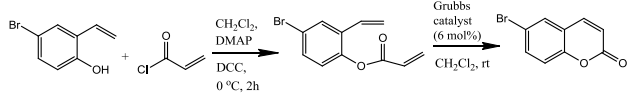 Br
OH
+
Cl
O
CH2Cl2,
DMAP
DCC,
0 °C, 2h
Br
O
O
Grubbs
catalyst
(6 mol%)
CH2Cl2, rt
Br
O
O